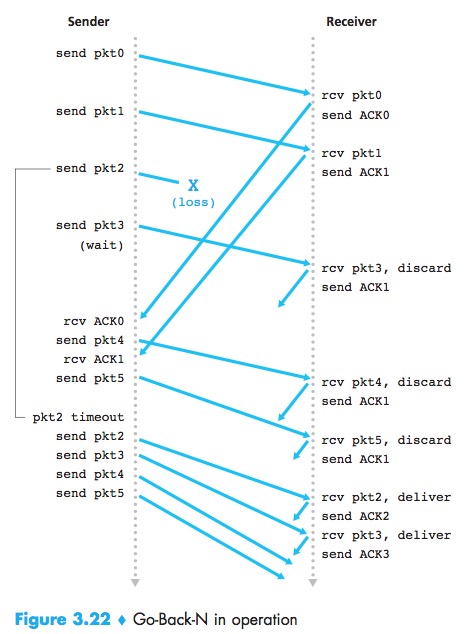 Sender
Receiver
send pkt0
rcv pkt0
send ACK0
send pkt1
rcv pkt1
send ACK1
send pkt2
X
(loss)
send pkt3
(wait)
rcv pkt3, discard
send ACK1
rcv ACK0
send pkt4
rcv ACK1
send pkt5
rcv pkt4, discard
send ACK1
pkt2 timeout
send pkt2
send pkt3
send pkt4
send pkt5
rcv pkt5, discard
send ACK1
rcv pkt2, deliver
send ACK2
rcv pkt3, deliver
send ACK3
Figure 3.22 ♦ Go-Back-N in operation